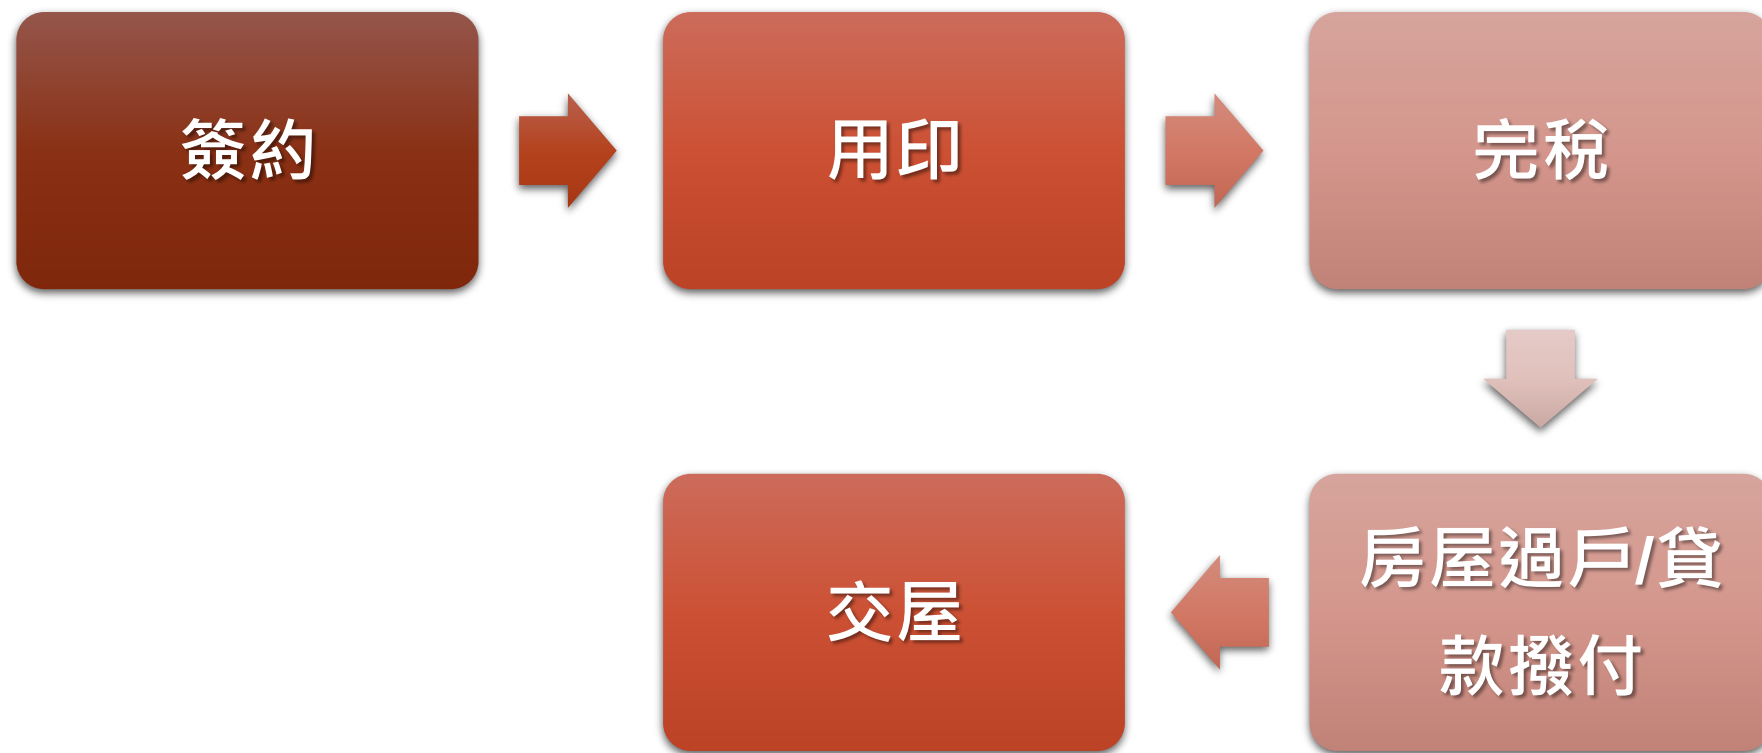 簽約
用印
完稅
房屋過戶/貸
款撥付
交屋